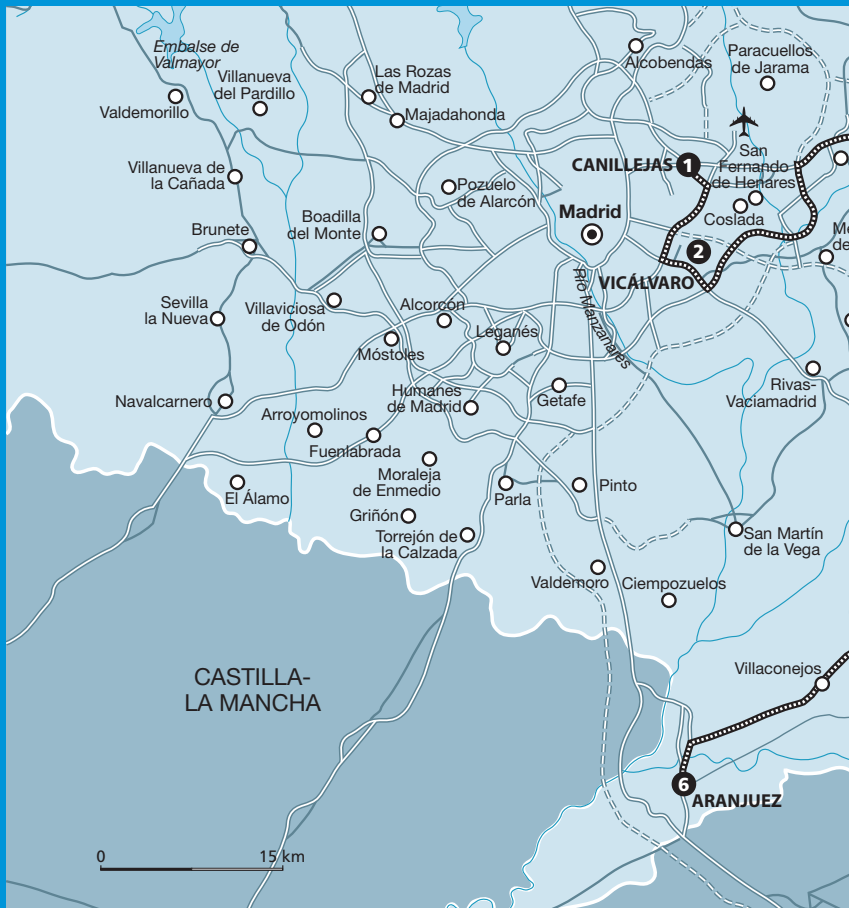 Embalse de
Valmayor
Villanueva
del Pardillo
Valdemorillo
Las Rozas
de Madrid
Majadahonda
Alcobendas
Paracuellos
de Jarama
CANILLEJAS
1
San
Fernando
de Henares
Coslada
Villanueva de
la Cañada
Pozuelo
de Alarcón
Madrid
Boadilla
del Monte
Brunete
2
VICÁLVARO
Río Manzanares
Sevilla
la Nueva
Villaviciosa
de Odón
Alcorcón
Leganés
Móstoles
Navalcarnero
Arroyomolinos
Humanes
de Madrid
Getafe
Rivas-
Vaciamadrid
Fuenlabrada
Moraleja
de Enmedio
El Álamo
Parla
Pinto
Griñón
Torrejón de
la Calzada
San Martín
de la Vega
Valdemoro
Ciempozuelos
CASTILLA-
LA MANCHA
Villaconejos
6
ARANJUEZ
0
15 km